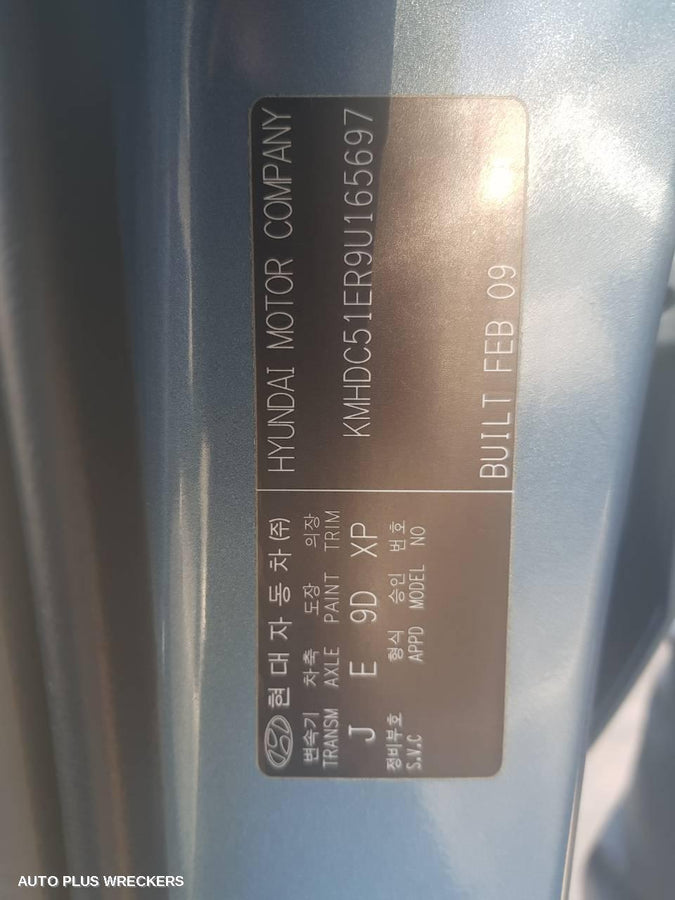 현대자동차(주) HYUNDAI MOTOR COMPANY
변속기 차축 도장 의장
TRANSM AXLE PAINT TRIM
KMHDC51ER9U165697
J E 9D XP
정비부호 형식 승인 번호
S.V.C APPD MODEL NO
BUILT FEB 09
AUTO PLUS WRECKERS